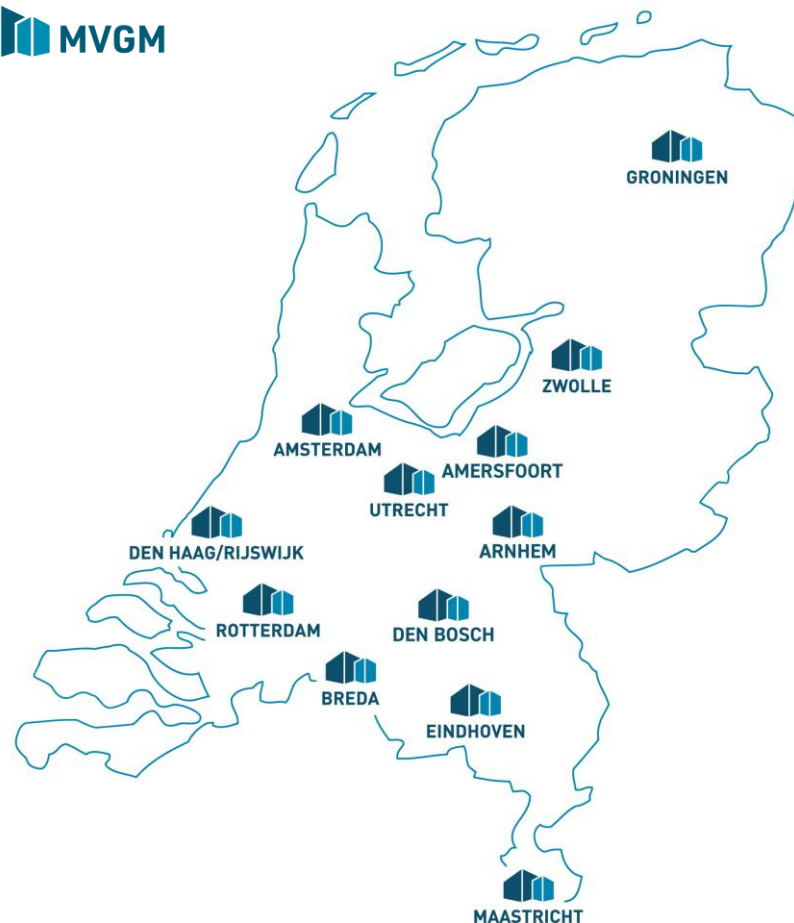 MVGM
GRONINGEN
ZWOLLE
AMSTERDAM
AMERSFOORT
UTRECHT
DEN HAAG/RIJSWIJK
ARNHEM
ROTTERDAM
DEN BOSCH
BREDA
EINDHOVEN
MAASTRICHT